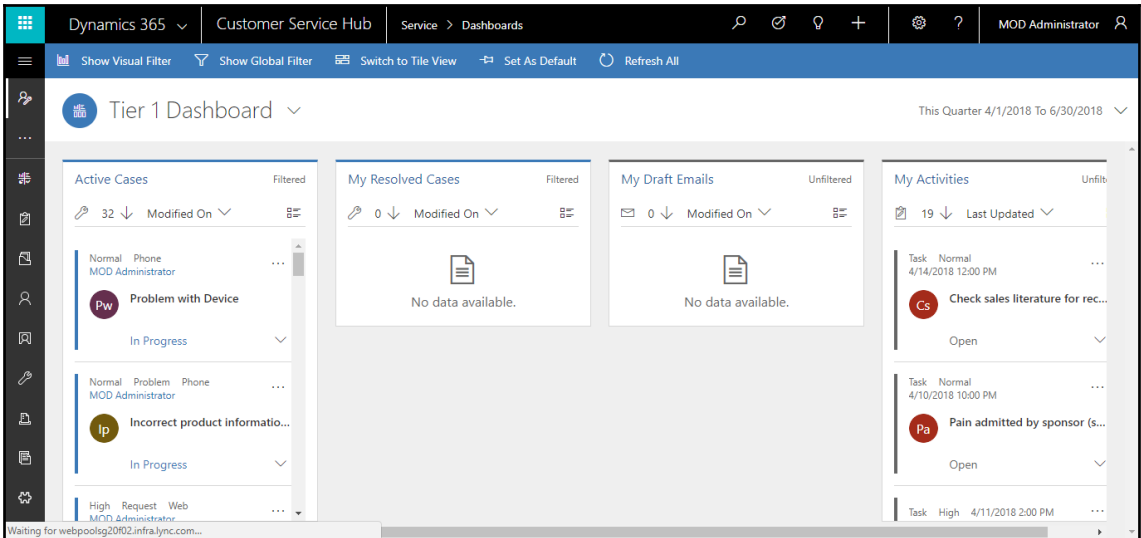 Dynamics 365 Customer Service Hub Service > Dashboards ? MOD Administrator
Show Visual Filter Show Global Filter Switch to Tile View Set As Default Refresh All
Tier 1 Dashboard This Quarter 4/1/2018 To 6/30/2018
Active Cases Filtered
32 Modified On
Normal Phone
MOD Administrator
Pw Problem with Device
In Progress
Normal Problem Phone
MOD Administrator
Ip Incorrect product informatio...
In Progress
High Request Web
MOD Administrator
My Resolved Cases Filtered
0 Modified On
No data available.
My Draft Emails Unfiltered
0 Modified On
No data available.
My Activities Unfilte
19 Last Updated
Task Normal
4/14/2018 12:00 PM
Cs Check sales literature for rec...
Open
Task Normal
4/10/2018 10:00 PM
Pa Pain admitted by sponsor (s...
Open
Task High 4/11/2018 2:00 PM
Waiting for webpoolsg20f02.infra.lync.com...